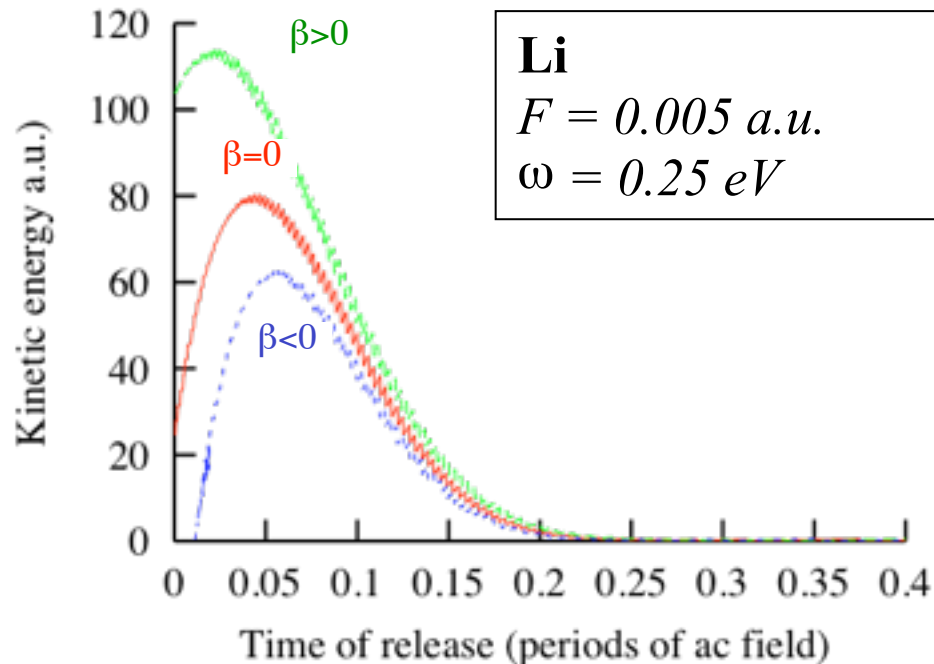 120
100
80
60
40
20
0
Kinetic energy a.u.
β>0
β=0
β<0
Li
F = 0.005 a.u.
ω = 0.25 eV
0 0.05 0.1 0.15 0.2 0.25 0.3 0.35 0.4
Time of release (periods of ac field)